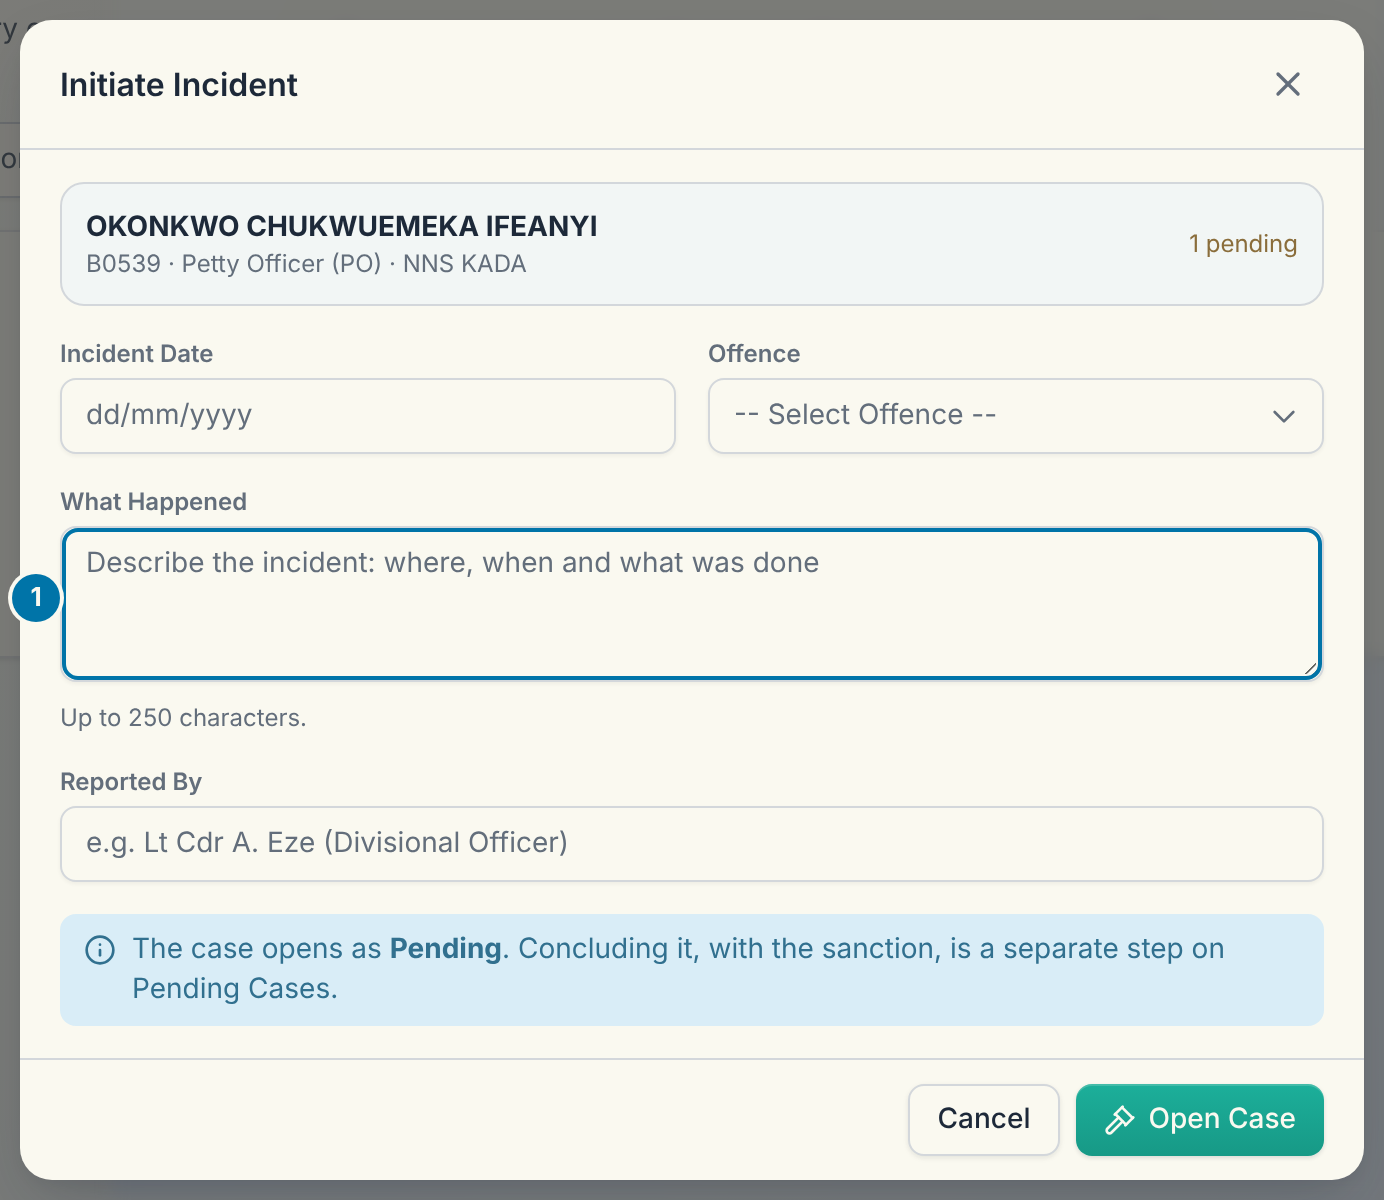 Initiate Incident
OKONKWO CHUKWUEMEKA IFEANYI
B0539 · Petty Officer (PO) · NNS KADA
1 pending
Incident Date
Offence
dd/mm/yyyy
-- Select Offence --
What Happened
Describe the incident: where, when and what was done
1
Up to 250 characters.
Reported By
e.g. Lt Cdr A. Eze (Divisional Officer)
The case opens as Pending. Concluding it, with the sanction, is a separate step on
Pending Cases.
Cancel
Open Case